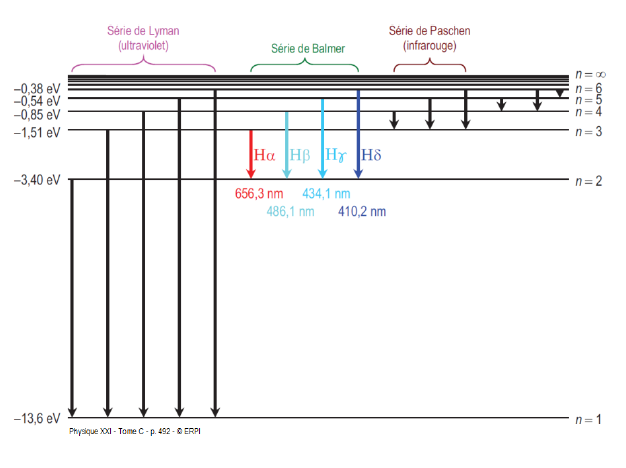 Série de Lyman
(ultraviolet)
Série de Balmer
Série de Paschen
(infrarouge)
n = ∞
−0,38 eV
n = 6
−0,54 eV
n = 5
−0,85 eV
n = 4
−1,51 eV
n = 3
Hα
Hβ
Hɣ
Hδ
−3,40 eV
n = 2
656,3 nm
434,1 nm
486,1 nm
410,2 nm
−13,6 eV
n = 1
Physique XXI - Tome C - p. 492 - © ERPI